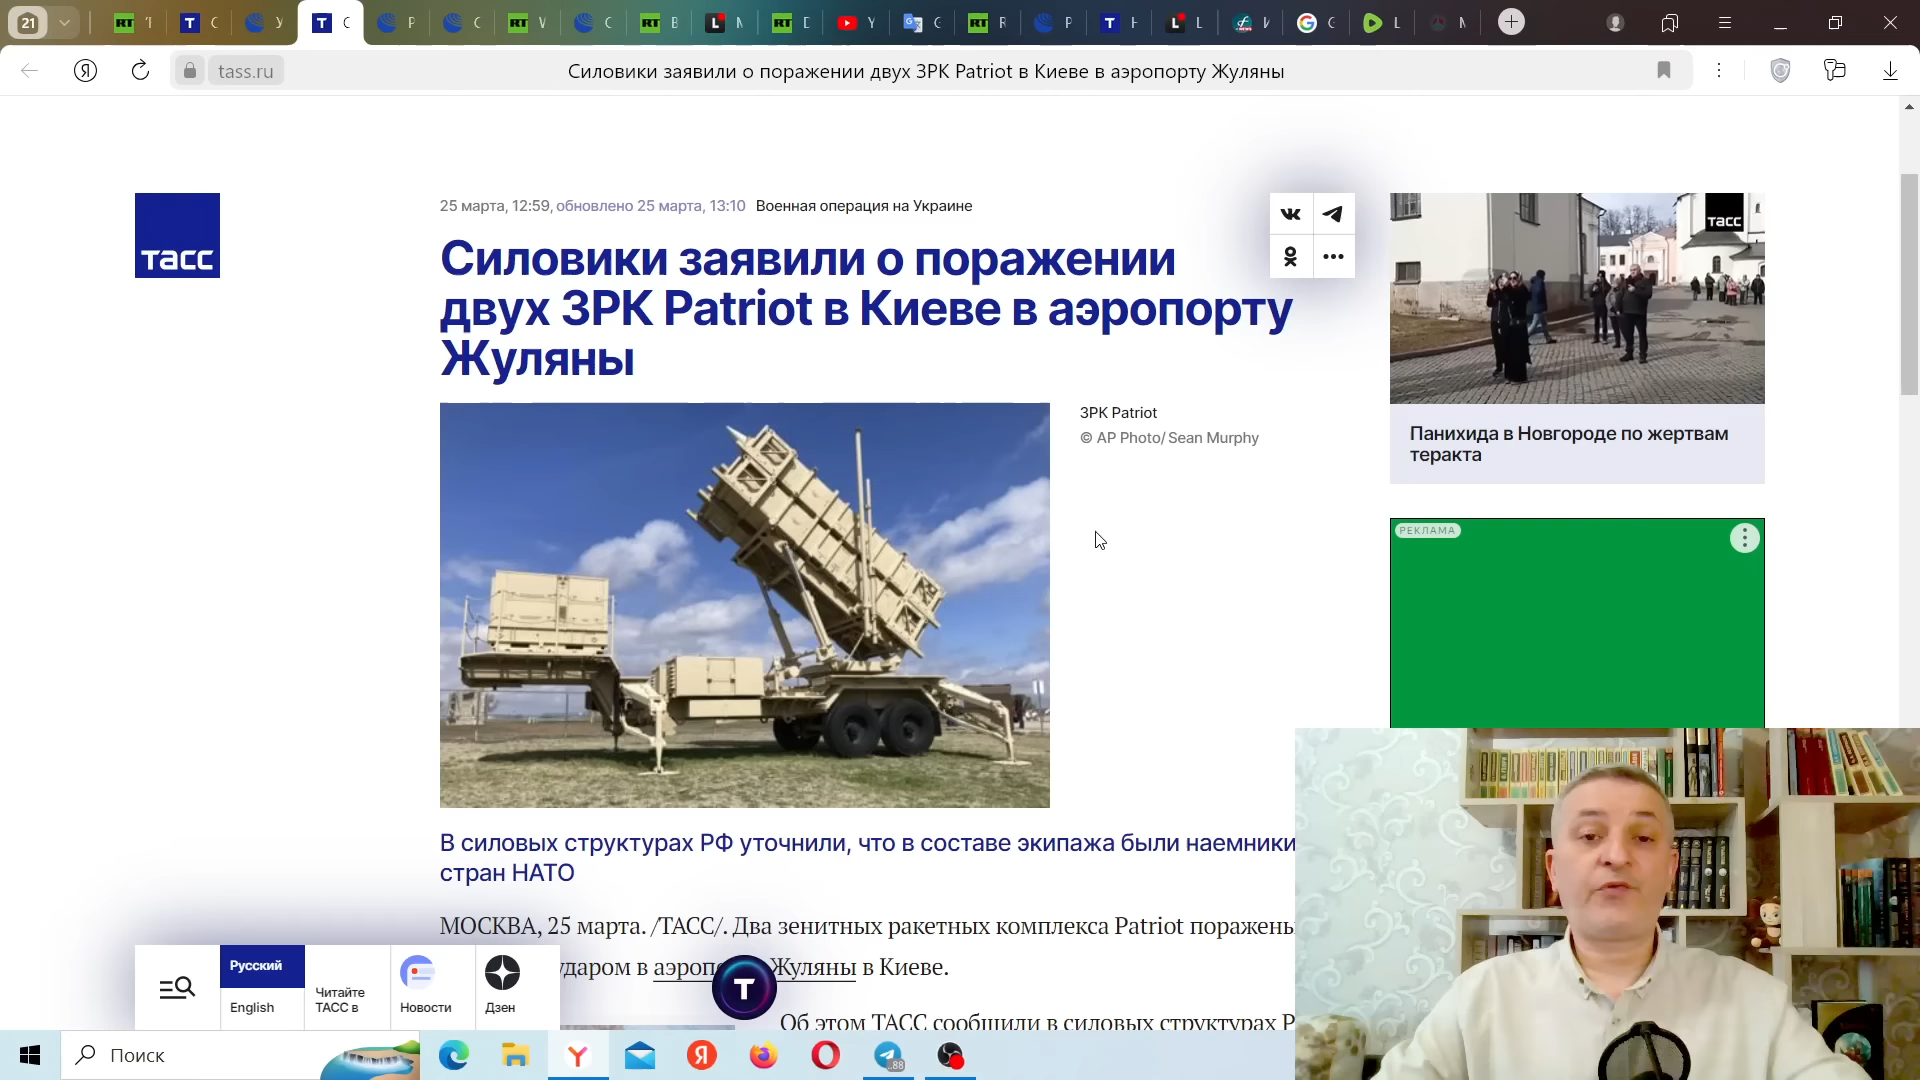 21
tass.ru
Силовики заявили о поражении двух ЗРК Patriot в Киеве в аэропорту Жуляны
тасс
25 марта, 12:59, обновлено 25 марта, 13:10 Военная операция на Украине
Силовики заявили о поражении
двух ЗРК Patriot в Киеве в аэропорту
Жуляны
ЗРК Patriot
© AP Photo/ Sean Murphy
тасс
Панихида в Новгороде по жертвам
теракта
РЕКЛАМА
В силовых структурах РФ уточнили, что в составе экипажа были наемники
стран НАТО
МОСКВА, 25 марта. /ТАСС/. Два зенитных ракетных комплекса Patriot поражены
ударом в Жуляны в Киеве.
Об этом ТАСС сообщили в силовых структурах
Русский
English
Читайте
ТАСС в
Новости
Дзен
Поиск
88